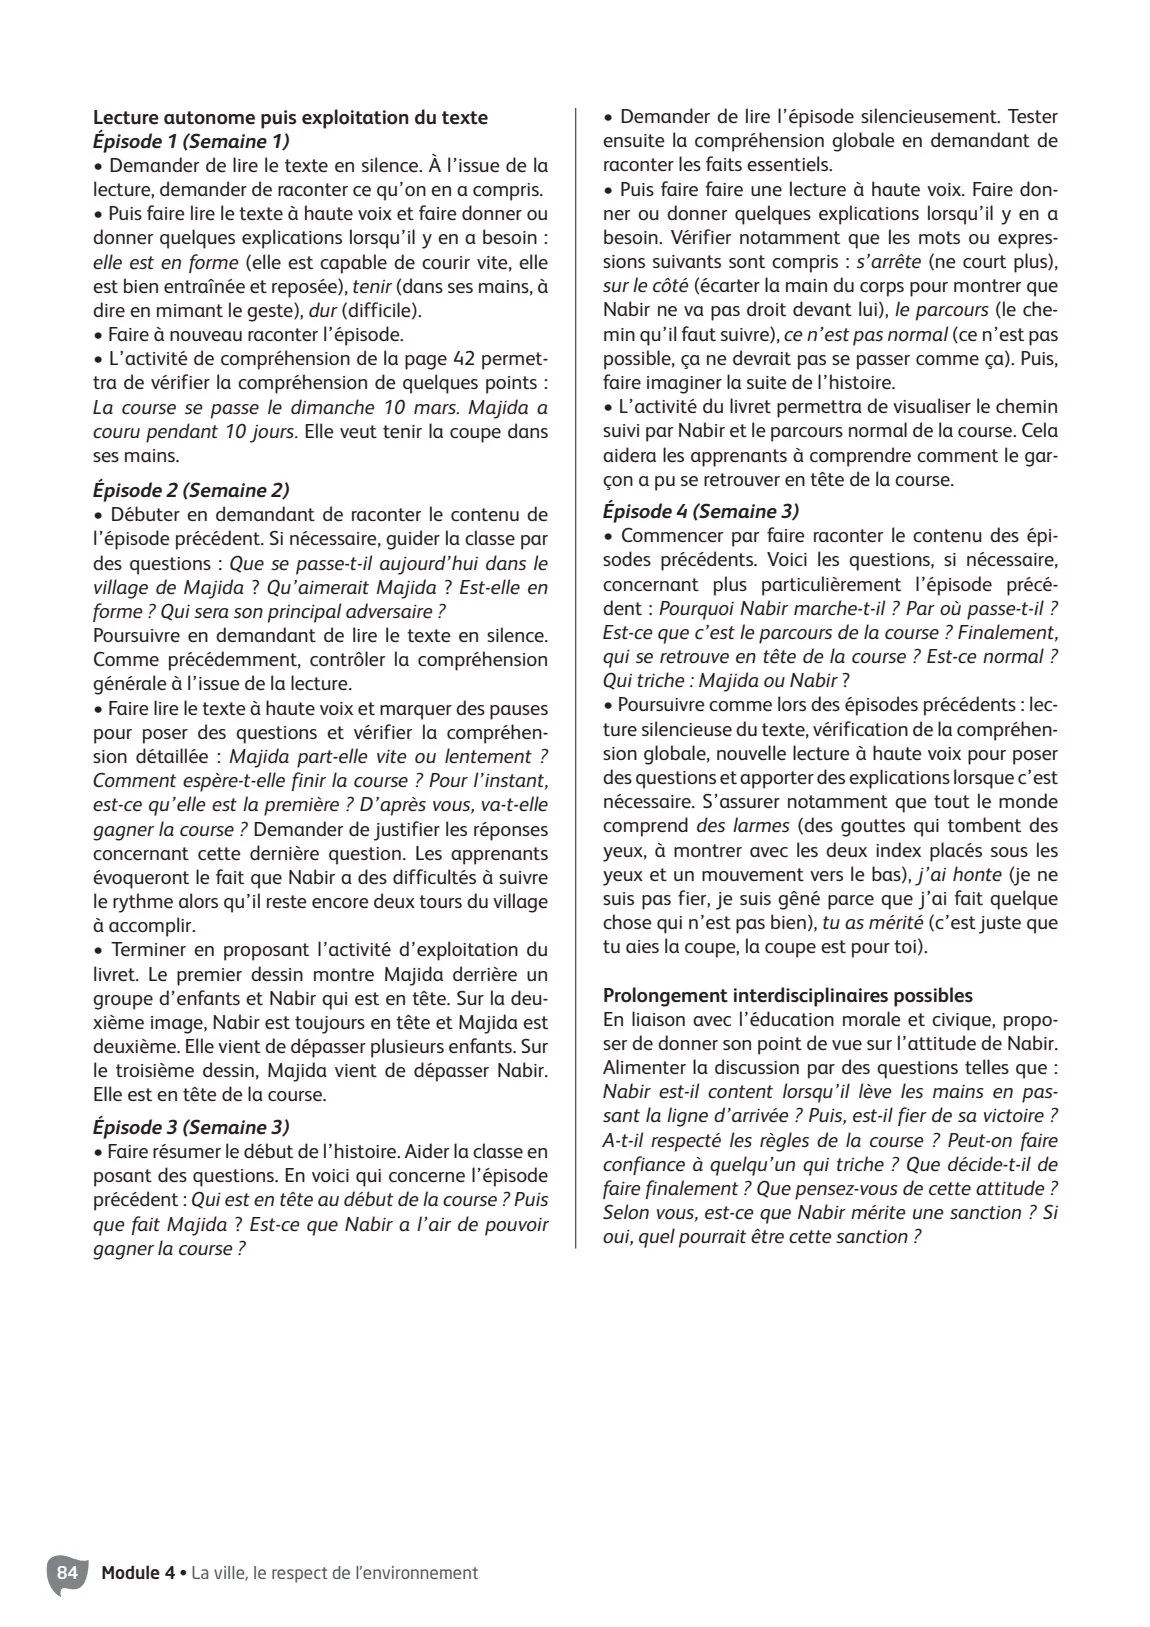 Lecture autonome puis exploitation du texte
Épisode 1 (Semaine 1)
• Demander de lire le texte en silence. À l’issue de la
lecture, demander de raconter ce qu’on en a compris.
• Puis faire lire le texte à haute voix et faire donner ou
donner quelques explications lorsqu’il y en a besoin :
elle est en forme (elle est capable de courir vite, elle
est bien entraînée et reposée), tenir (dans ses mains, à
dire en mimant le geste), dur (difficile).
• Faire à nouveau raconter l’épisode.
• L’activité de compréhension de la page 42 permet-
tra de vérifier la compréhension de quelques points :
La course se passe le dimanche 10 mars. Majida a
couru pendant 10 jours. Elle veut tenir la coupe dans
ses mains.
Épisode 2 (Semaine 2)
• Débuter en demandant de raconter le contenu de
l’épisode précédent. Si nécessaire, guider la classe par
des questions : Que se passe-t-il aujourd’hui dans le
village de Majida ? Qu’aimerait Majida ? Est-elle en
forme ? Qui sera son principal adversaire ?
Poursuivre en demandant de lire le texte en silence.
Comme précédemment, contrôler la compréhension
générale à l’issue de la lecture.
• Faire lire le texte à haute voix et marquer des pauses
pour poser des questions et vérifier la compréhen-
sion détaillée : Majida part-elle vite ou lentement ?
Comment espère-t-elle finir la course ? Pour l’instant,
est-ce qu’elle est la première ? D’après vous, va-t-elle
gagner la course ? Demander de justifier les réponses
concernant cette dernière question. Les apprenants
évoqueront le fait que Nabir a des difficultés à suivre
le rythme alors qu’il reste encore deux tours du village
à accomplir.
• Terminer en proposant l’activité d’exploitation du
livret. Le premier dessin montre Majida derrière un
groupe d’enfants et Nabir qui est en tête. Sur la deu-
xième image, Nabir est toujours en tête et Majida est
deuxième. Elle vient de dépasser plusieurs enfants. Sur
le troisième dessin, Majida vient de dépasser Nabir.
Elle est en tête de la course.
Épisode 3 (Semaine 3)
• Faire résumer le début de l’histoire. Aider la classe en
posant des questions. En voici qui concerne l’épisode
précédent : Qui est en tête au début de la course ? Puis
que fait Majida ? Est-ce que Nabir a l’air de pouvoir
gagner la course ?
• Demander de lire l’épisode silencieusement. Tester
ensuite la compréhension globale en demandant de
raconter les faits essentiels.
• Puis faire faire une lecture à haute voix. Faire don-
ner ou donner quelques explications lorsqu’il y en a
besoin. Vérifier notamment que les mots ou expres-
sions suivants sont compris : s’arrête (ne court plus),
sur le côté (écarter la main du corps pour montrer que
Nabir ne va pas droit devant lui), le parcours (le che-
min qu’il faut suivre), ce n’est pas normal (ce n’est pas
possible, ça ne devrait pas se passer comme ça). Puis,
faire imaginer la suite de l’histoire.
• L’activité du livret permettra de visualiser le chemin
suivi par Nabir et le parcours normal de la course. Cela
aidera les apprenants à comprendre comment le gar-
çon a pu se retrouver en tête de la course.
Épisode 4 (Semaine 3)
• Commencer par faire raconter le contenu des épi-
sodes précédents. Voici les questions, si nécessaire,
concernant plus particulièrement l’épisode précé-
dent : Pourquoi Nabir marche-t-il ? Par où passe-t-il ?
Est-ce que c’est le parcours de la course ? Finalement,
qui se retrouve en tête de la course ? Est-ce normal ?
Qui triche : Majida ou Nabir ?
• Poursuivre comme lors des épisodes précédents : lec-
ture silencieuse du texte, vérification de la compréhen-
sion globale, nouvelle lecture à haute voix pour poser
des questions et apporter des explications lorsque c’est
nécessaire. S’assurer notamment que tout le monde
comprend des larmes (des gouttes qui tombent des
yeux, à montrer avec les deux index placés sous les
yeux et un mouvement vers le bas), j’ai honte (je ne
suis pas fier, je suis gêné parce que j’ai fait quelque
chose qui n’est pas bien), tu as mérité (c’est juste que
tu aies la coupe, la coupe est pour toi).
Prolongement interdisciplinaires possibles
En liaison avec l’éducation morale et civique, propo-
ser de donner son point de vue sur l’attitude de Nabir.
Alimenter la discussion par des questions telles que :
Nabir est-il content lorsqu’il lève les mains en pas-
sant la ligne d’arrivée ? Puis, est-il fier de sa victoire ?
A-t-il respecté les règles de la course ? Peut-on faire
confiance à quelqu’un qui triche ? Que décide-t-il de
faire finalement ? Que pensez-vous de cette attitude ?
Selon vous, est-ce que Nabir mérite une sanction ? Si
oui, quel pourrait être cette sanction ?
84 Module 4 • La ville, le respect de l’environnement